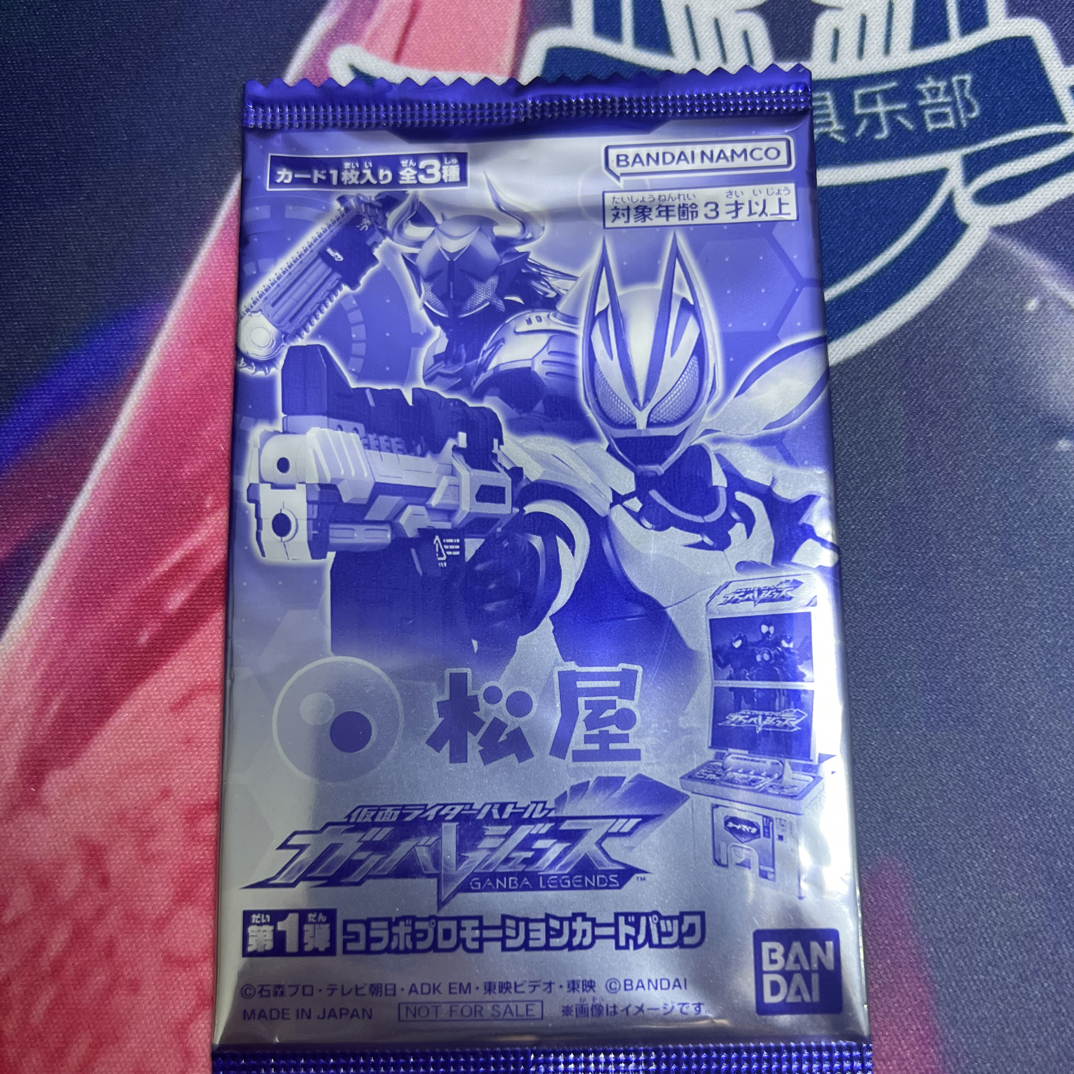 俱乐部
BANDAI NAMCO
カード1枚入り 全3種
対象年齢3才以上
松屋
仮面ライダーバトル
ガンバレジェンズ
GANBA LEGENDS™
第1弾 コラボプロモーションカードパック
BAN
DAI
©石森プロ・テレビ朝日・ADK EM・東映ビデオ・東映 ©BANDAI
MADE IN JAPAN NOT FOR SALE ※画像はイメージです。